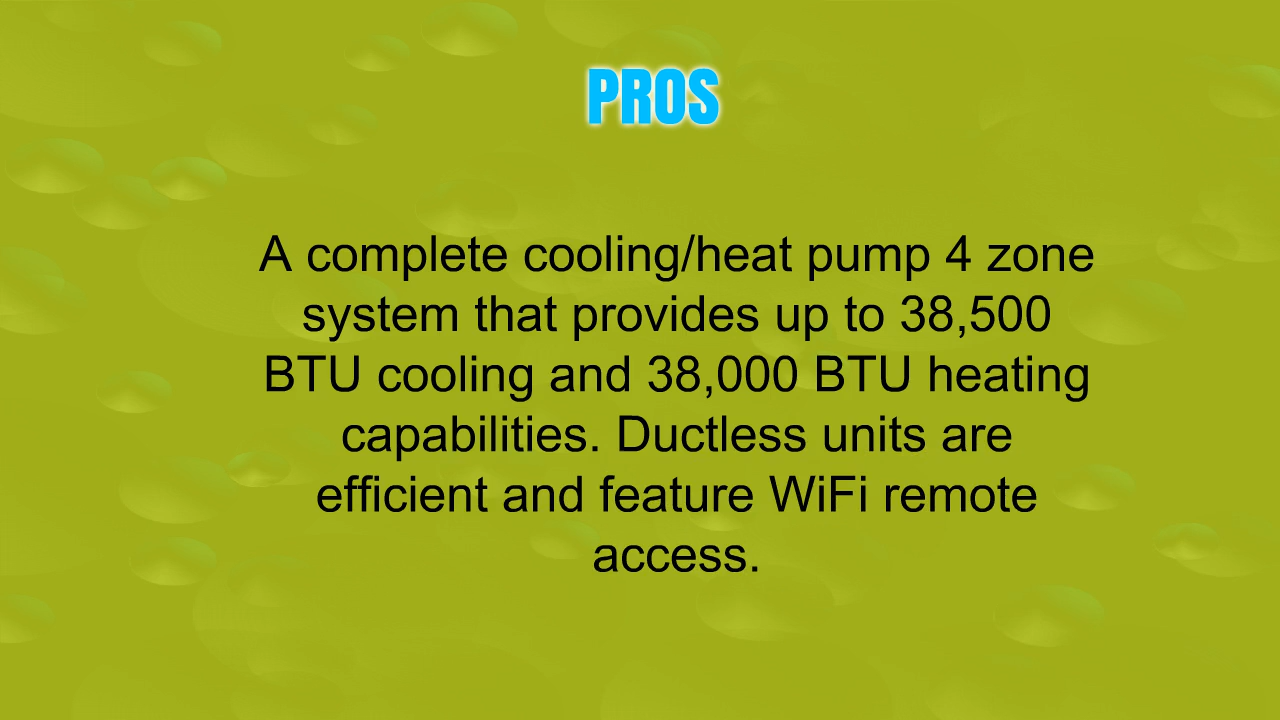 PROS
A complete cooling/heat pump 4 zone
system that provides up to 38,500
BTU cooling and 38,000 BTU heating
capabilities. Ductless units are
efficient and feature WiFi remote
access.